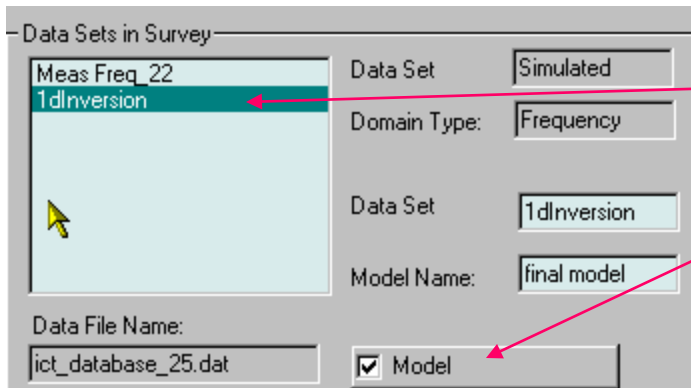 Data Sets in Survey
Meas Freq_22
1dInversion
Data Set
Simulated
Domain Type:
Frequency
Data Set
1dInversion
Model Name:
final model
Data File Name:
ict_database_25.dat
Model